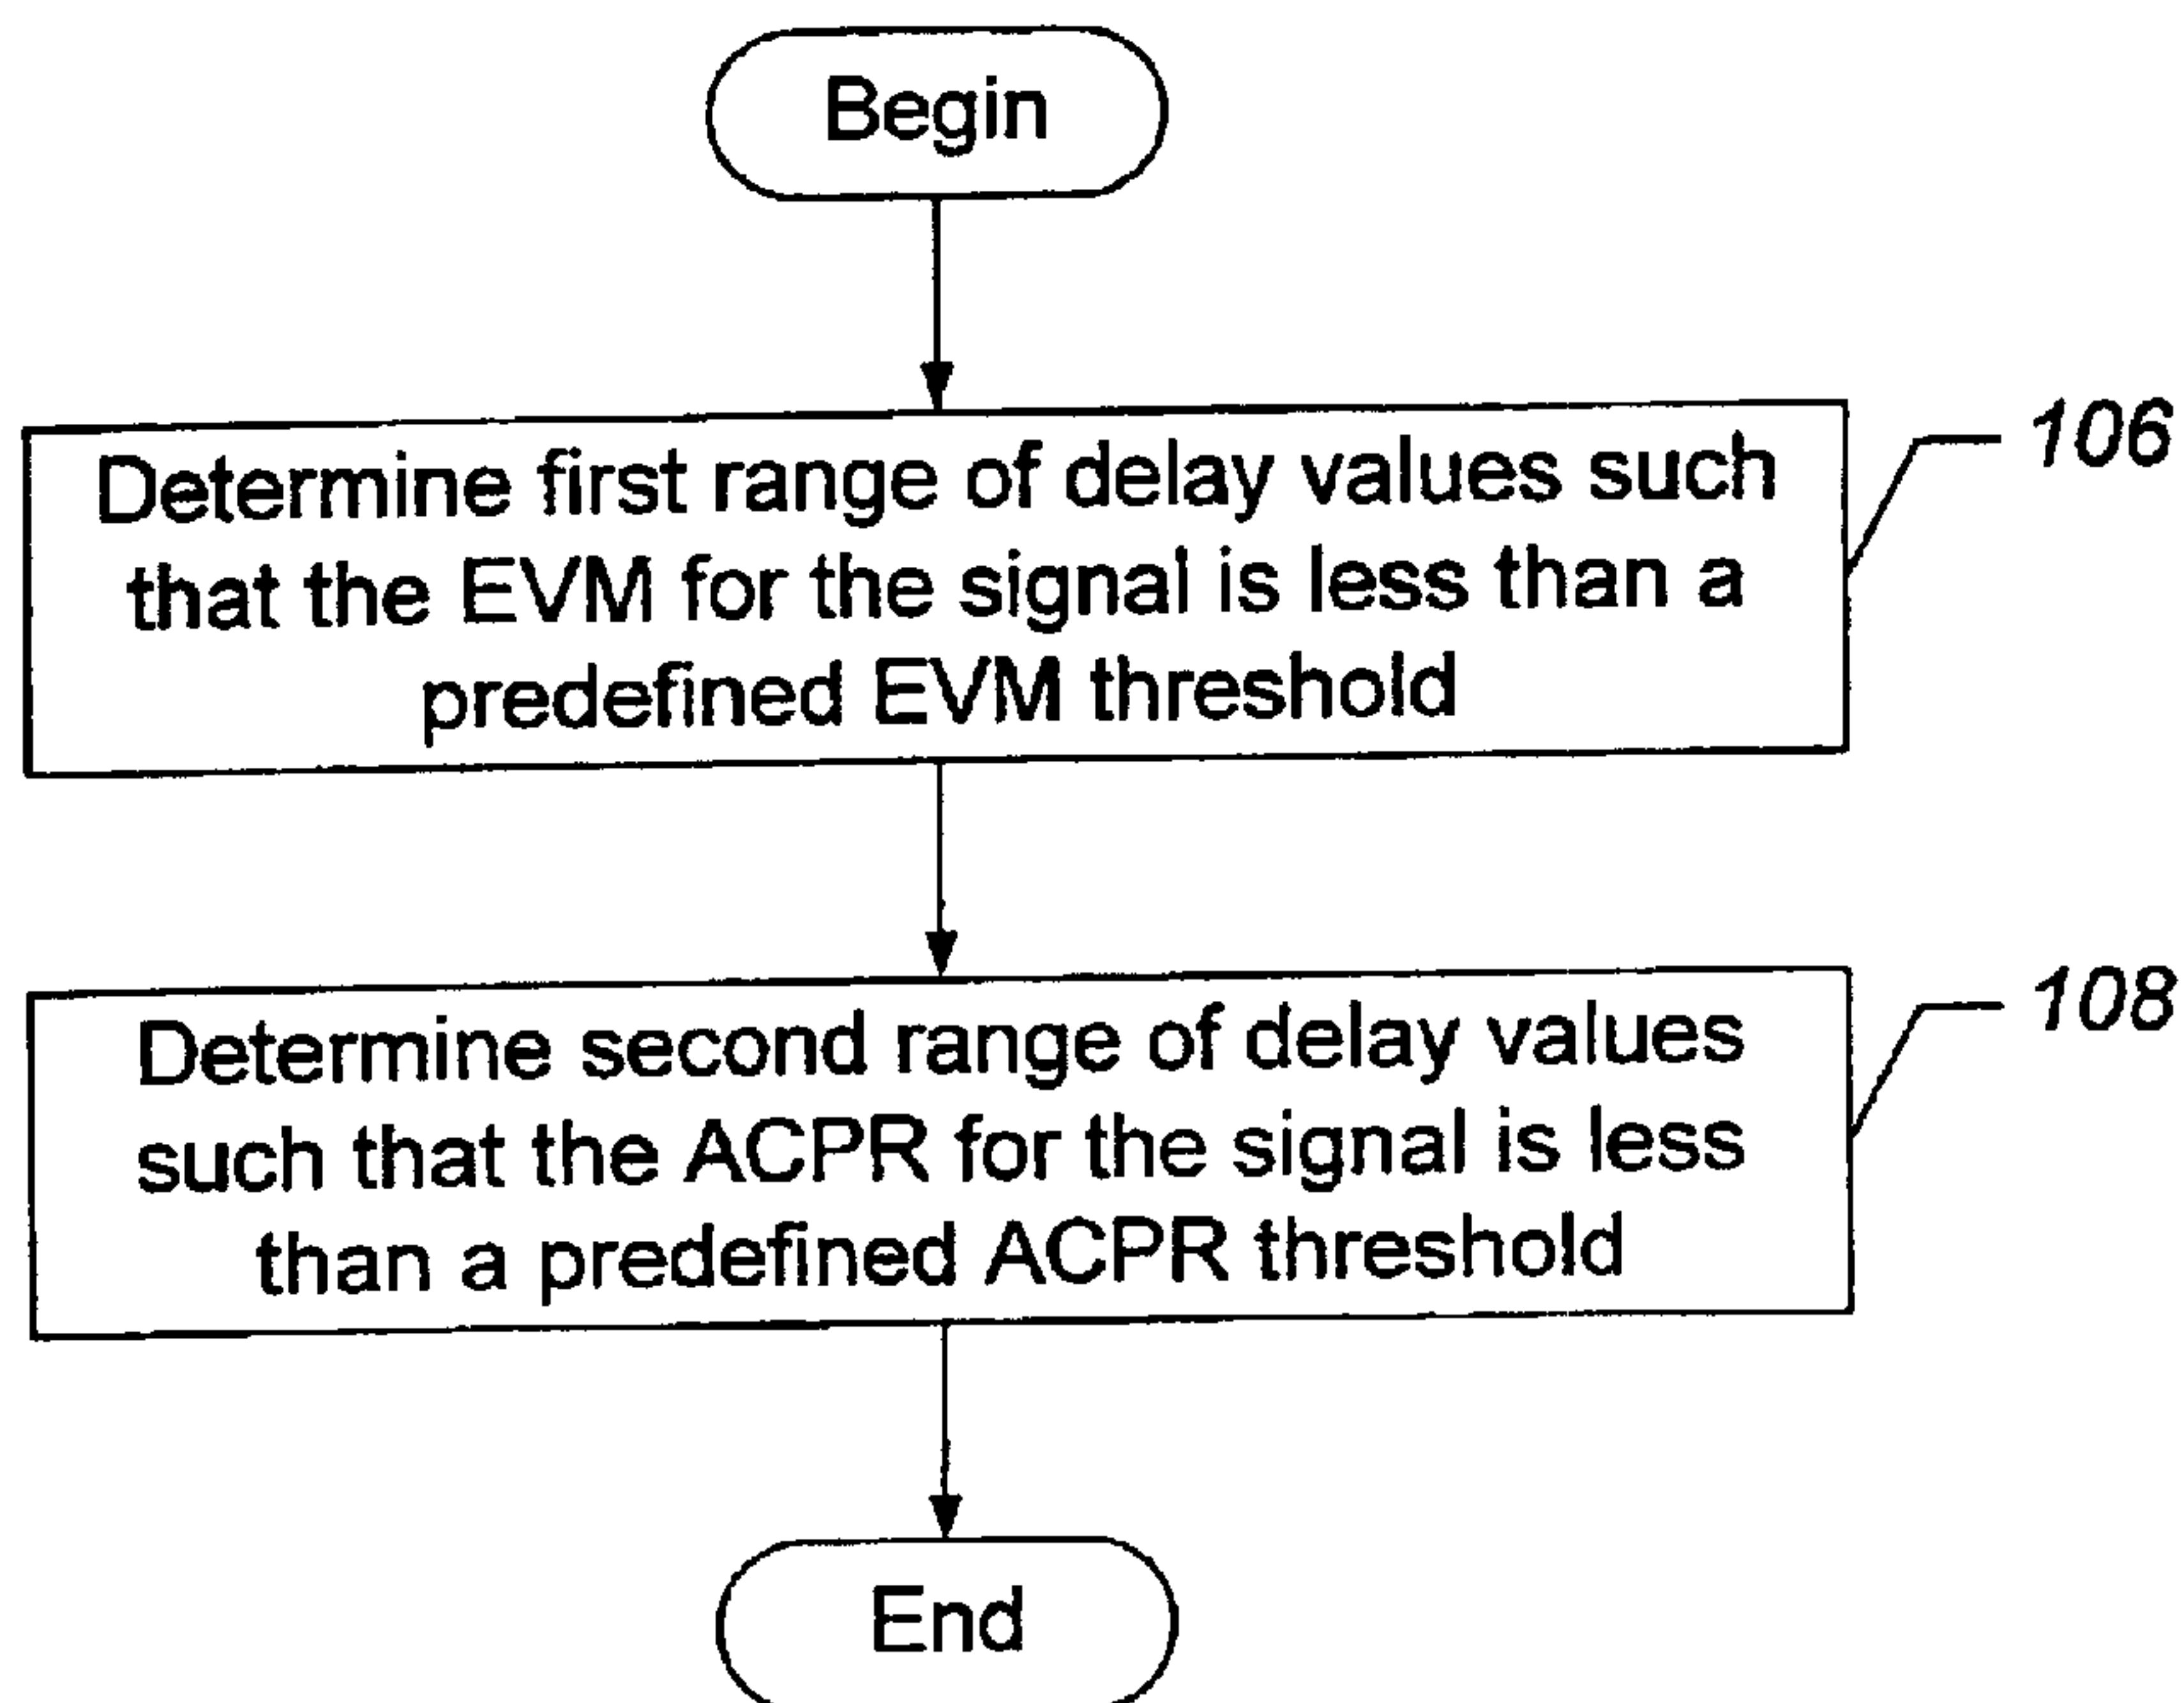 Begin
Determine first range of delay values such
that the EVM for the signal is less than a
predefined EVM threshold
106
Determine second range of delay values
such that the ACPR for the signal is less
than a predefined ACPR threshold
108
End